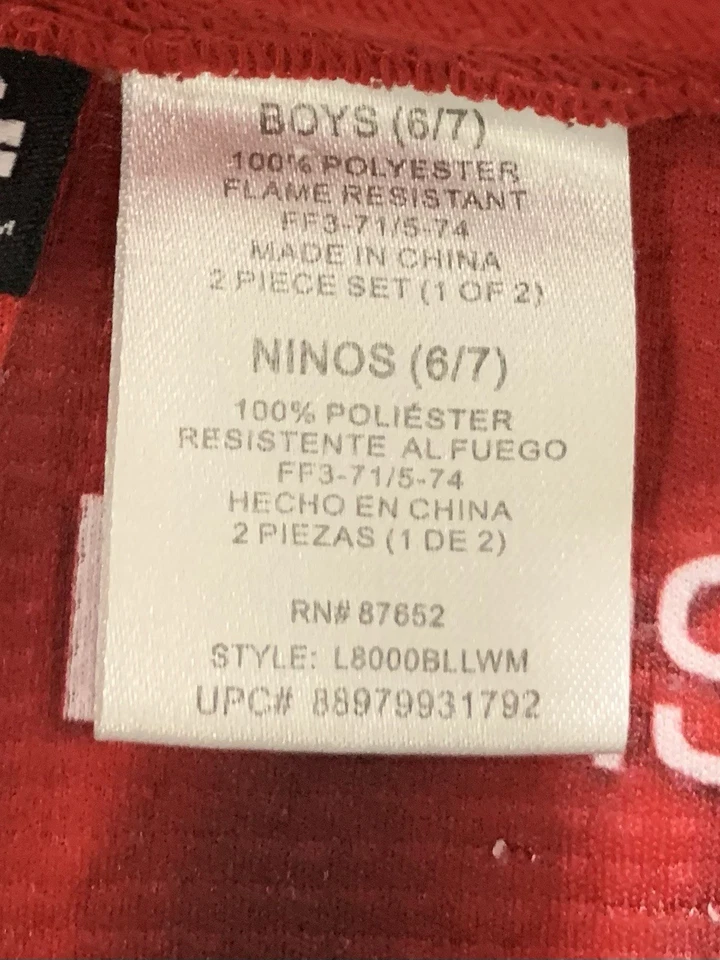 BOYS (6/7)
100% POLYESTER
FLAME RESISTANT
FF3-71/5-74
MADE IN CHINA
2 PIECE SET (1 OF 2)
NINOS (6/7)
100% POLIÉSTER
RESISTENTE AL FUEGO
FF3-71/5-74
HECHO EN CHINA
2 PIEZAS (1 DE 2)
RN# 87652
STYLE: L8000BLLWM
UPC# 88979931792